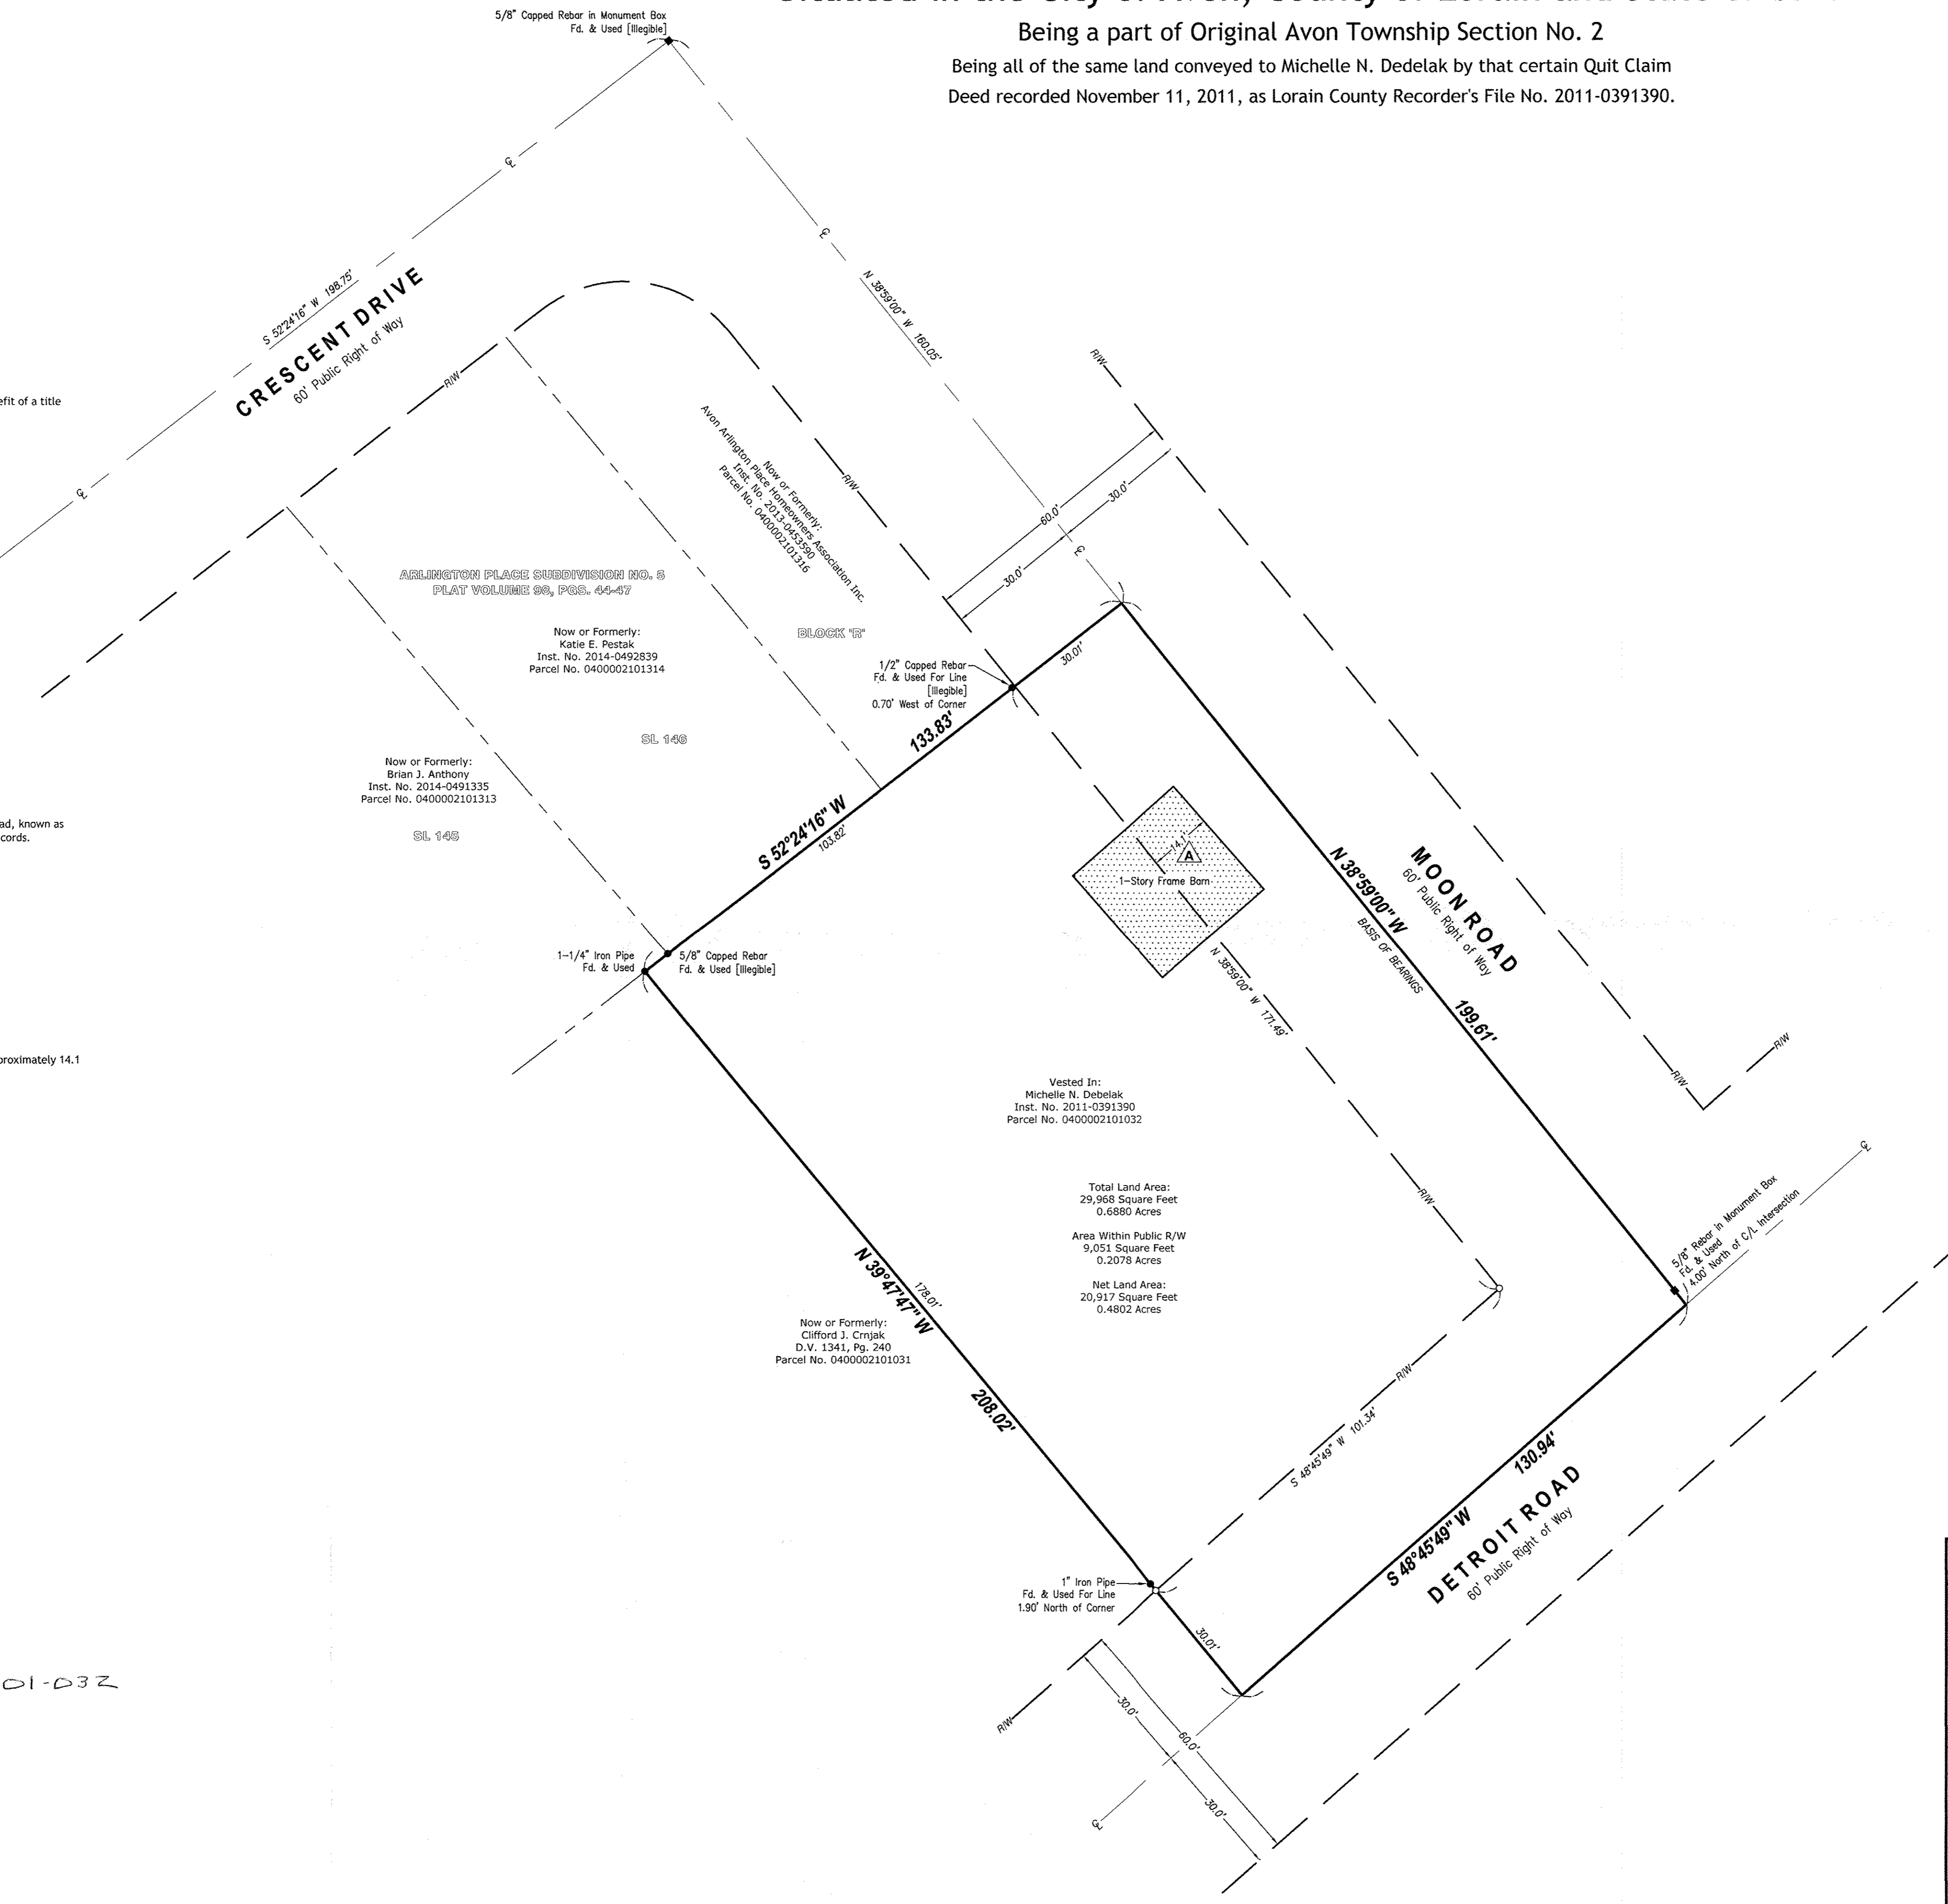 Being a part of Original Avon Township Section No. 2
Being all of the same land conveyed to Michelle N. Dedelak by that certain Quit Claim
Deed recorded November 11, 2011, as Lorain County Recorder's File No. 2011-0391390.
5/8" Capped Rebar in Monument Box
Fd. & Used [Illegible]
S 52°24'16" W 198.75'
CRESCENT DRIVE
60' Public Right of Way
N 38°59'00" W 160.05'
R/W
R/W
R/W
efit of a title
Now or Formerly:
Avon Arlington Place Homeowners Association Inc.
Inst. No. 2013-0453590
Parcel No. 0400002101316
60.0'
30.0'
30.0'
ARLINGTON PLACE SUBDIVISION NO. 5
PLAT VOLUME 98, PGS. 44-47
BLOCK "R"
Now or Formerly:
Katie E. Pestak
Inst. No. 2014-0492839
Parcel No. 0400002101314
SL 146
1/2" Capped Rebar
Fd. & Used For Line
[Illegible]
0.70' West of Corner
30.01'
133.83'
S 52°24'16" W
103.82'
Now or Formerly:
Brian J. Anthony
Inst. No. 2014-0491335
Parcel No. 0400002101313
SL 145
ad, known as
cords.
14.1'
A
1-Story Frame Barn
N 38°59'00" W
BASIS OF BEARINGS
199.61'
MOON ROAD
60' Public Right of Way
1-1/4" Iron Pipe
Fd. & Used
5/8" Capped Rebar
Fd. & Used [Illegible]
N 38°59'00" W 171.49'
proximately 14.1
R/W
R/W
R/W
Vested In:
Michelle N. Debelak
Inst. No. 2011-0391390
Parcel No. 0400002101032
Total Land Area:
29,968 Square Feet
0.6880 Acres
Area Within Public R/W
9,051 Square Feet
0.2078 Acres
Net Land Area:
20,917 Square Feet
0.4802 Acres
5/8" Rebar in Monument Box
Fd. & Used
4.00' North of C/L Intersection
N 39°47'47" W
178.01'
208.02'
Now or Formerly:
Clifford J. Crnjak
D.V. 1341, Pg. 240
Parcel No. 0400002101031
R/W
S 48°45'49" W 101.34'
130.94'
S 48°45'49" W
DETROIT ROAD
60' Public Right of Way
1" Iron Pipe
Fd. & Used For Line
1.90' North of Corner
30.01'
R/W
30.0'
60.0'
30.0'
01-032